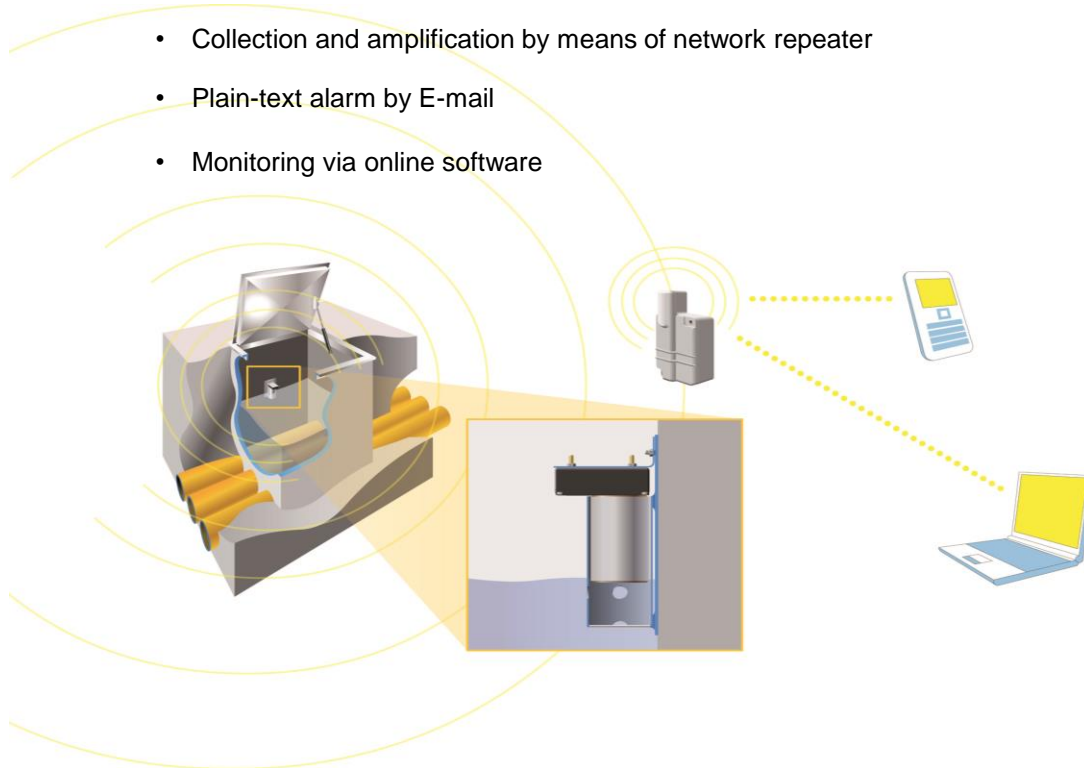 • Collection and amplification by means of network repeater
• Plain-text alarm by E-mail
• Monitoring via online software